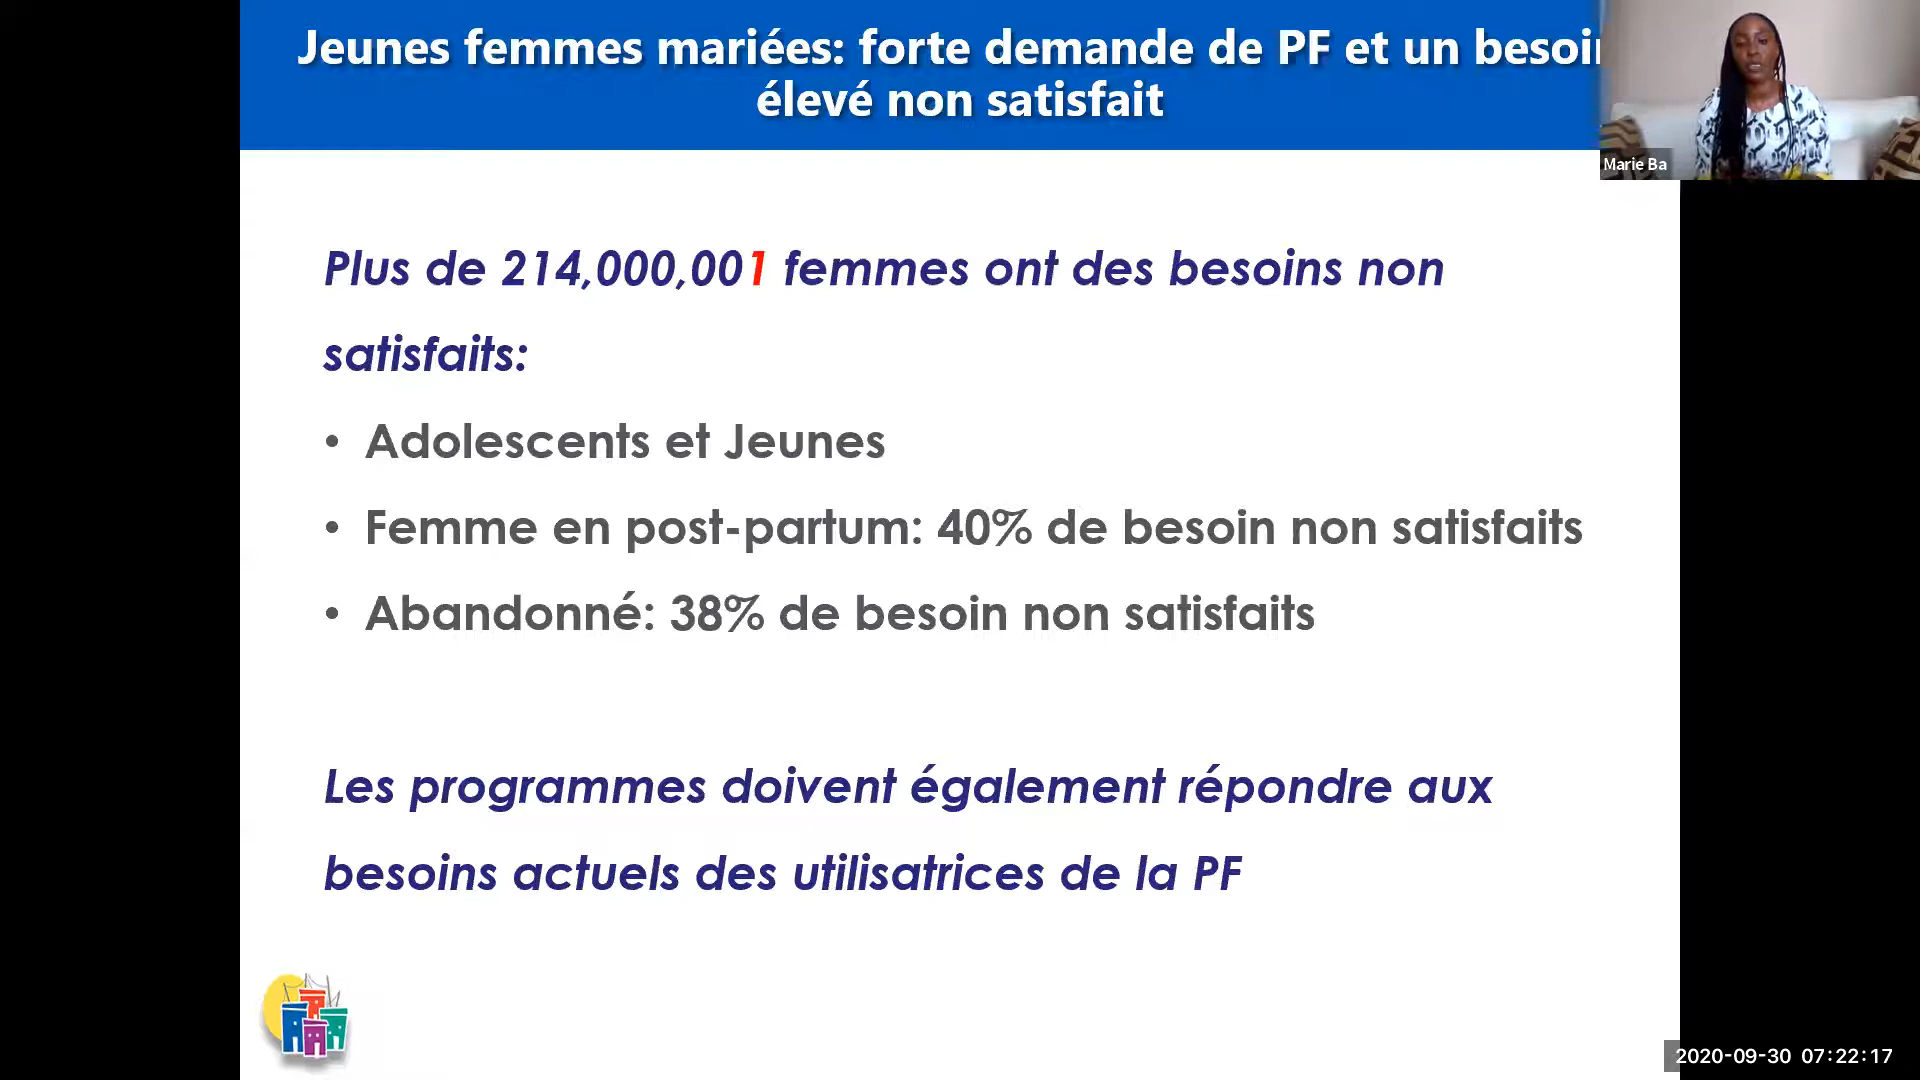 Jeunes femmes mariées: forte demande de PF et un besoin
élevé non satisfait
Marie Ba
Plus de 214,000,001 femmes ont des besoins non
satisfaits:
• Adolescents et Jeunes
• Femme en post-partum: 40% de besoin non satisfaits
• Abandonné: 38% de besoin non satisfaits
Les programmes doivent également répondre aux
besoins actuels des utilisatrices de la PF
2020-09-30 07:22:17